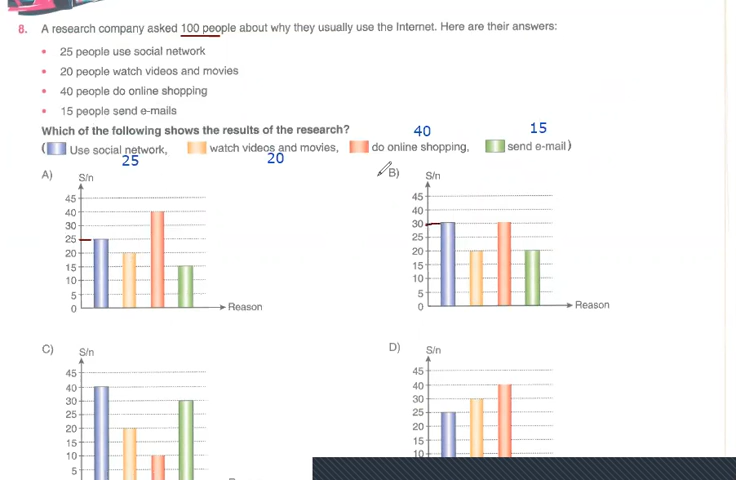 8. A research company asked 100 people about why they usually use the Internet. Here are their answers:
• 25 people use social network
• 20 people watch videos and movies
• 40 people do online shopping
• 15 people send e-mails
Which of the following shows the results of the research?
40 15
( Use social network, watch videos and movies, do online shopping, send e-mail)
25 20
A) S/n
45
40
30
25
20
15
10
5
0
Reason
B) S/n
45
40
30
25
20
15
10
5
0
Reason
C) S/n
45
40
30
25
20
15
10
5
D) S/n
45
40
30
25
20
15
10